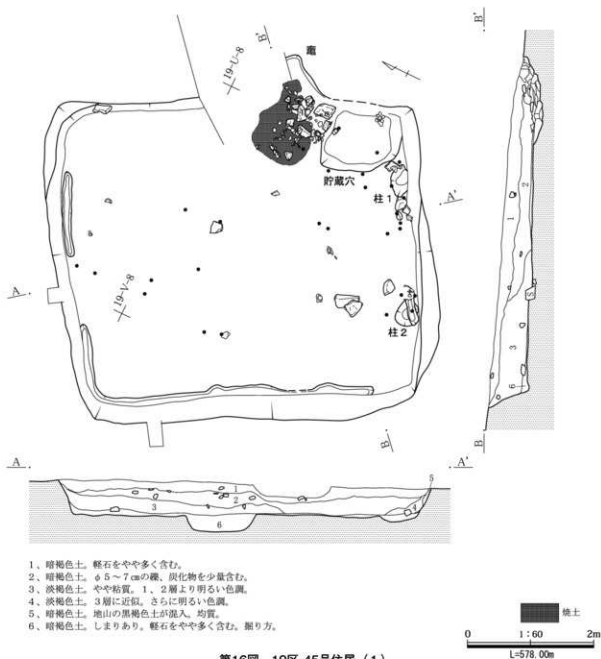 B'
19-U-8
竈
B'
貯蔵穴
柱 1
A'
1
2
A
19-V-8
S
柱 2
3
6
B
B
A
A'
5
1
2
3
4
6
1、暗褐色土。軽石をやや多く含む。
2、暗褐色土。φ5～7㎝の礫、炭化物を少量含む。
3、淡褐色土。やや粘質。1、2層より明るい色調。
4、淡褐色土。3層に近似。さらに明るい色調。
5、暗褐色土。地山の黒褐色土が混入。均質。
6、暗褐色土。しまりあり。軽石をやや多く含む。掘り方。
焼土
0 1：60 2m
L=578.00m
第16図 19区 45号住居（1）